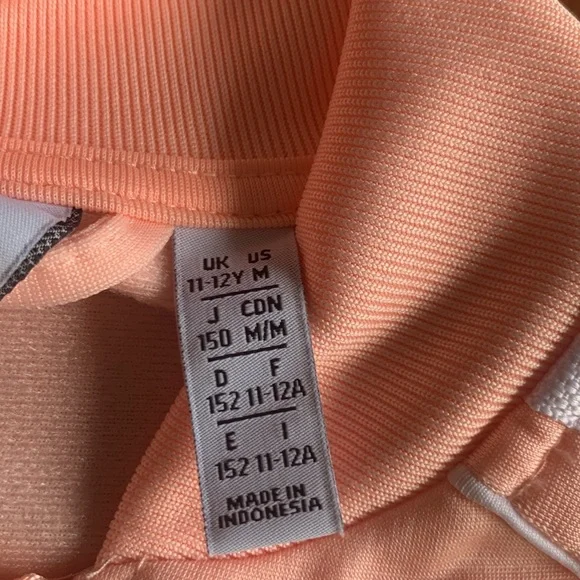 UK US
11-12Y M
J CDN
150 M/M
D F
152 11-12A
E I
152 11-12A
MADE IN
INDONESIA